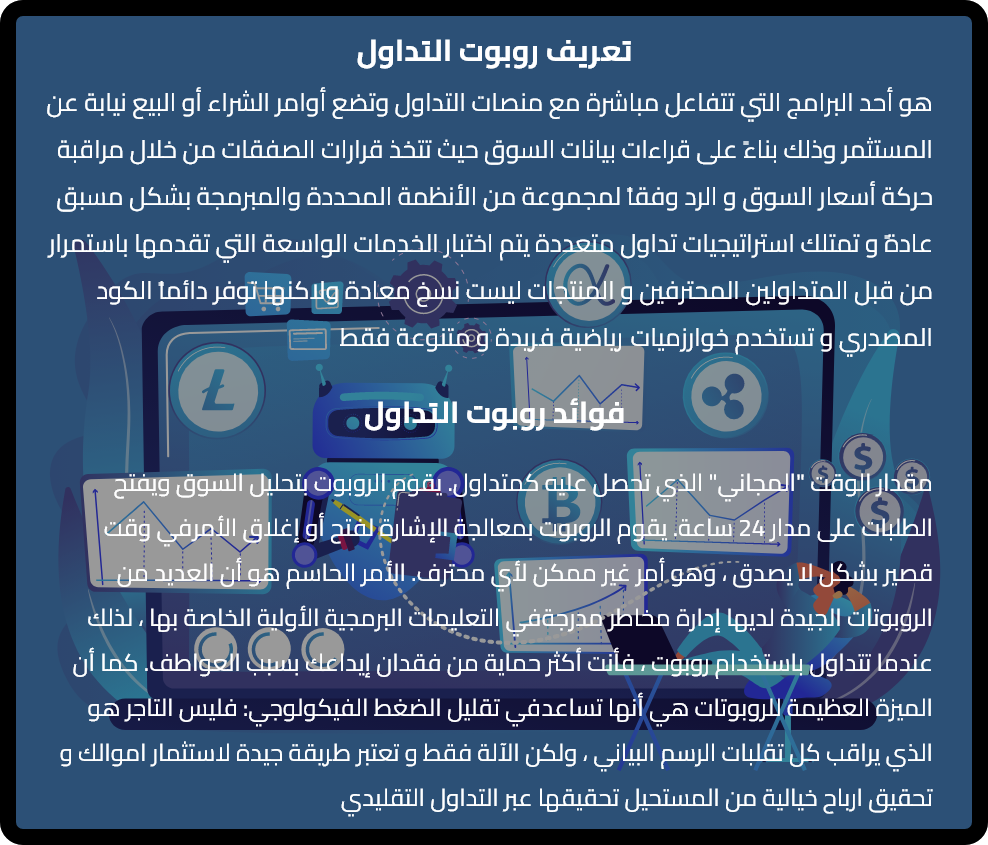 تعريف روبوت التداول
هو أحد البرامج التي تتفاعل مباشرة مع منصات التداول وتضع أوامر الشراء أو البيع نيابة عن
المستثمر وذلك بناءً على قراءات بيانات السوق حيث تتخذ قرارات الصفقات من خلال مراقبة
حركة أسعار السوق و الرد وفقاً لمجموعة من الأنظمة المحددة والمبرمجة بشكل مسبق
عادةً و تمتلك استراتيجيات تداول متعددة يتم اختبار الخدمات الواسعة التي تقدمها باستمرار
من قبل المتداولين المحترفين و المنتجات ليست نسخ معادة ولاكنها توفر دائماً الكود
المصدري و تستخدم خوارزميات رياضية فريدة و متنوعة فقط
فوائد روبوت التداول
مقدار الوقت "المجاني" الذي تحصل عليه كمتداول. يقوم الروبوت بتحليل السوق ويفتح
الطلبات على مدار 24 ساعة. يقوم الروبوت بمعالجة الإشارة لفتح أو إغلاق الأمرفي وقت
قصير بشكل لا يصدق ، وهو أمر غير ممكن لأي محترف. الأمر الحاسم هو أن العديد من
الروبوتات الجيدة لديها إدارة مخاطر مدرجةفي التعليمات البرمجية الأولية الخاصة بها ، لذلك
عندما تتداول باستخدام روبوت ، فأنت أكثر حماية من فقدان إيداعك بسبب العواطف. كما أن
الميزة العظيمة للروبوتات هي أنها تساعدفي تقليل الضغط الفيكولوجي: فليس التاجر هو
الذي يراقب كل تقلبات الرسم البياني ، ولكن الآلة فقط و تعتبر طريقة جيدة لاستثمار اموالك و
تحقيق ارباح خيالية من المستحيل تحقيقها عبر التداول التقليدي